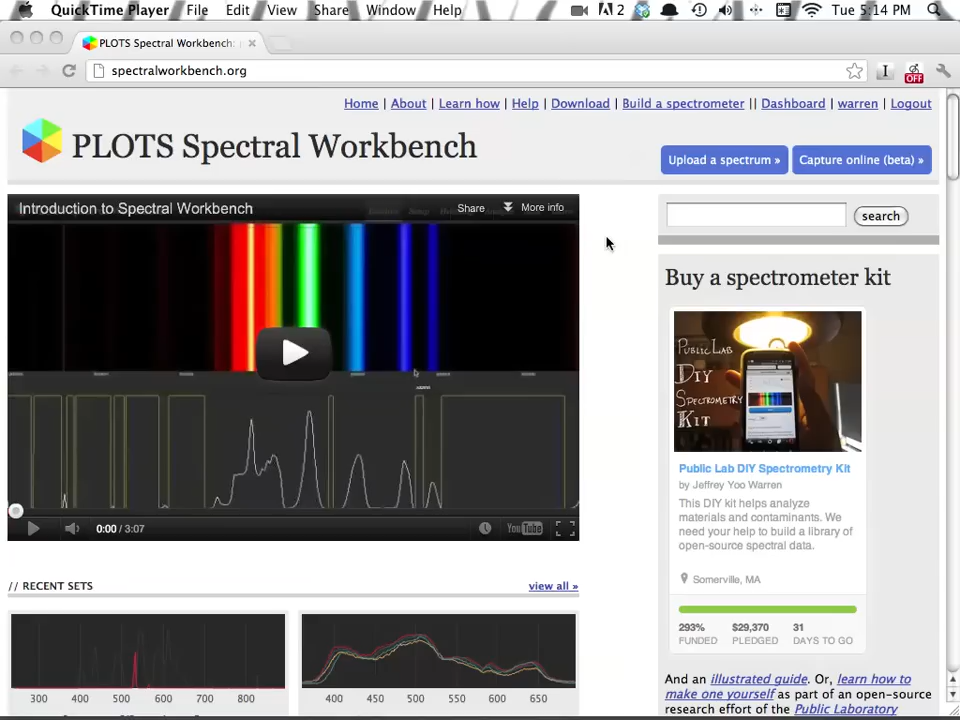 QuickTime Player File Edit View Share Window Help 2 Tue 5:14 PM
PLOTS Spectral Workbench:
spectralworkbench.org
OFF
Home | About | Learn how | Help | Download | Build a spectrometer || Dashboard | warren | Logout
PLOTS Spectral Workbench
Upload a spectrum » Capture online (beta) »
Introduction to Spectral Workbench Share More info
search
Buy a spectrometer kit
PUBLIC LAB
DIY
SPECTROMETRY
KIT
Public Lab DIY Spectrometry Kit
by Jeffrey Yoo Warren
This DIY kit helps analyze
materials and contaminants. We
need your help to build a library of
open-source spectral data.
Somerville, MA
293% $29,370 31
FUNDED PLEDGED DAYS TO GO
0:00 / 3:07 YouTube
// RECENT SETS view all »
300 400 500 600 700 800
400 450 500 550 600 650
And an illustrated guide. Or, learn how to
make one yourself as part of an open-source
research effort of the Public Laboratory